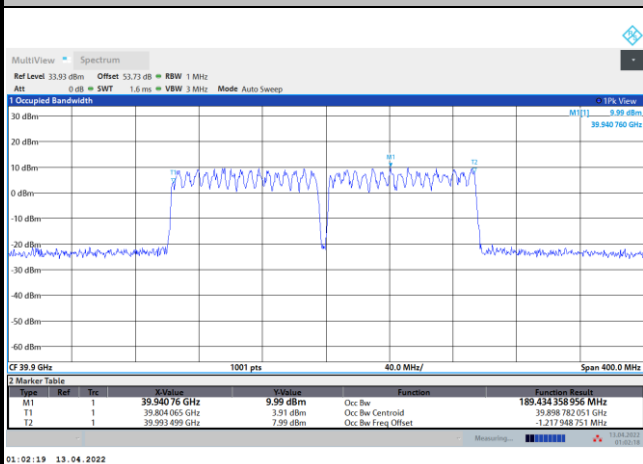 MultiView Spectrum
Ref Level 33.93 dBm Offset 53.73 dB RBW 1 MHz
Att 0 dB SWT 1.6 ms VBW 3 MHz Mode Auto Sweep
1 Occupied Bandwidth 1Pk View
M1[1] 9.99 dBm
39.940 760 GHz
30 dBm
20 dBm
M1
T2
10 dBm
T1
0 dBm
-10 dBm
-20 dBm
-30 dBm
-40 dBm
-50 dBm
-60 dBm
CF 39.9 GHz 1001 pts 40.0 MHz/ Span 400.0 MHz
2 Marker Table
Type Ref Trc X-Value Y-Value Function Function Result
M1 1 39.940 76 GHz 9.99 dBm Occ Bw 189.434 358 956 MHz
T1 1 39.804 065 GHz 3.91 dBm Occ Bw Centroid 39.898 782 051 GHz
T2 1 39.993 499 GHz 7.99 dBm Occ Bw Freq Offset -1.217 948 751 MHz
Measuring... 13.04.2022
01:02:18
01:02:19 13.04.2022